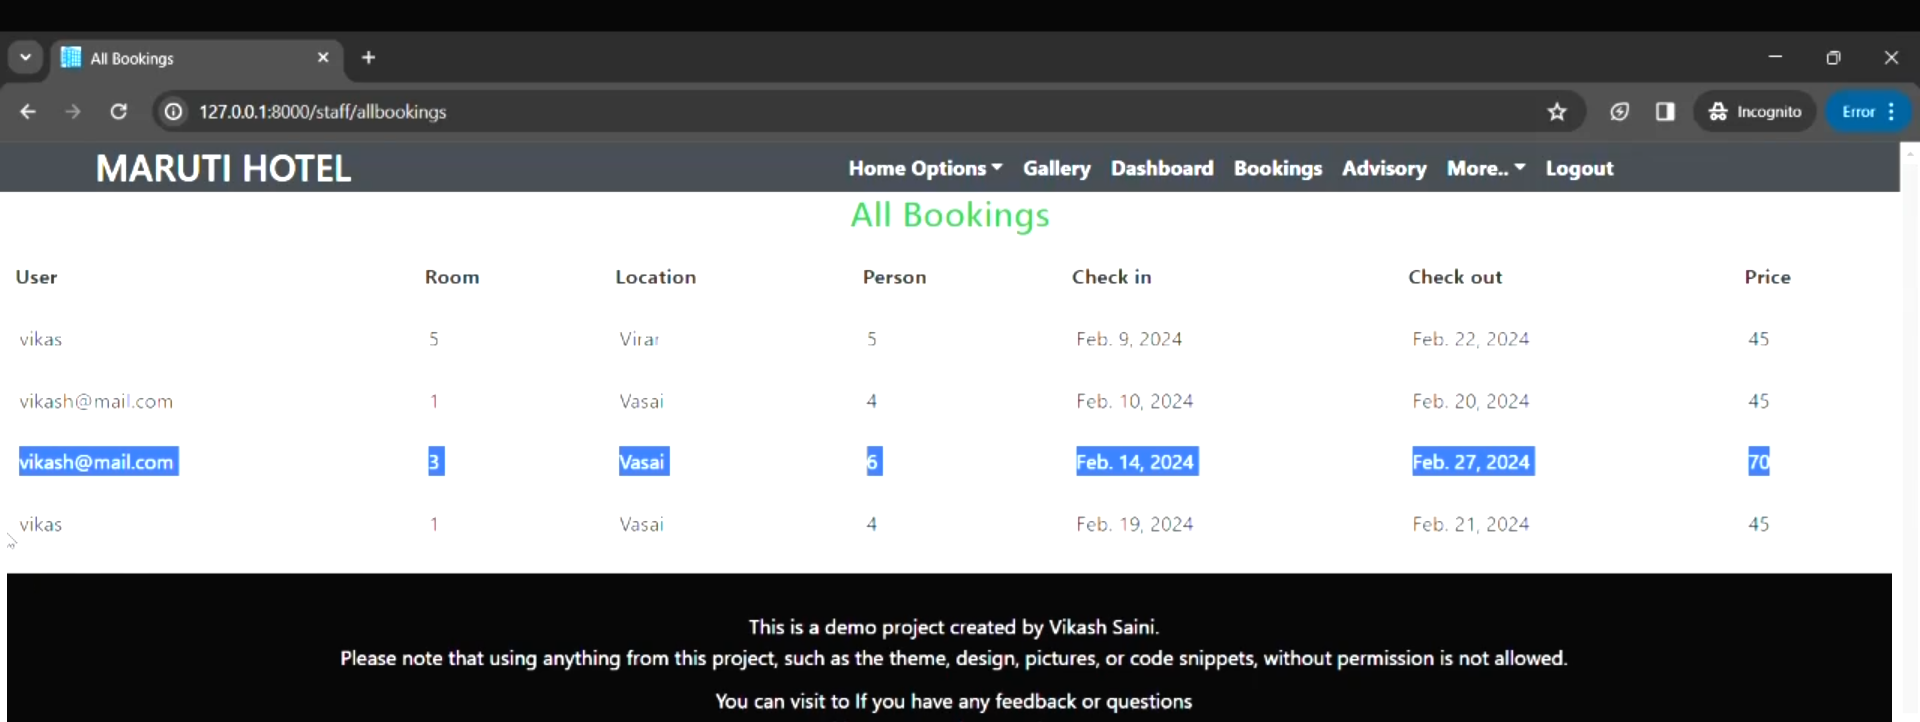 All Bookings
127.0.0.1:8000/staff/allbookings Incognito Error
MARUTI HOTEL Home Options Gallery Dashboard Bookings Advisory More.. Logout
All Bookings
User Room Location Person Check in Check out Price
vikas 5 Virar 5 Feb. 9, 2024 Feb. 22, 2024 45
vikash@mail.com 1 Vasai 4 Feb. 10, 2024 Feb. 20, 2024 45
vikash@mail.com 3 Vasai 6 Feb. 14, 2024 Feb. 27, 2024 70
vikas 1 Vasai 4 Feb. 19, 2024 Feb. 21, 2024 45
This is a demo project created by Vikash Saini.
Please note that using anything from this project, such as the theme, design, pictures, or code snippets, without permission is not allowed.
You can visit to If you have any feedback or questions